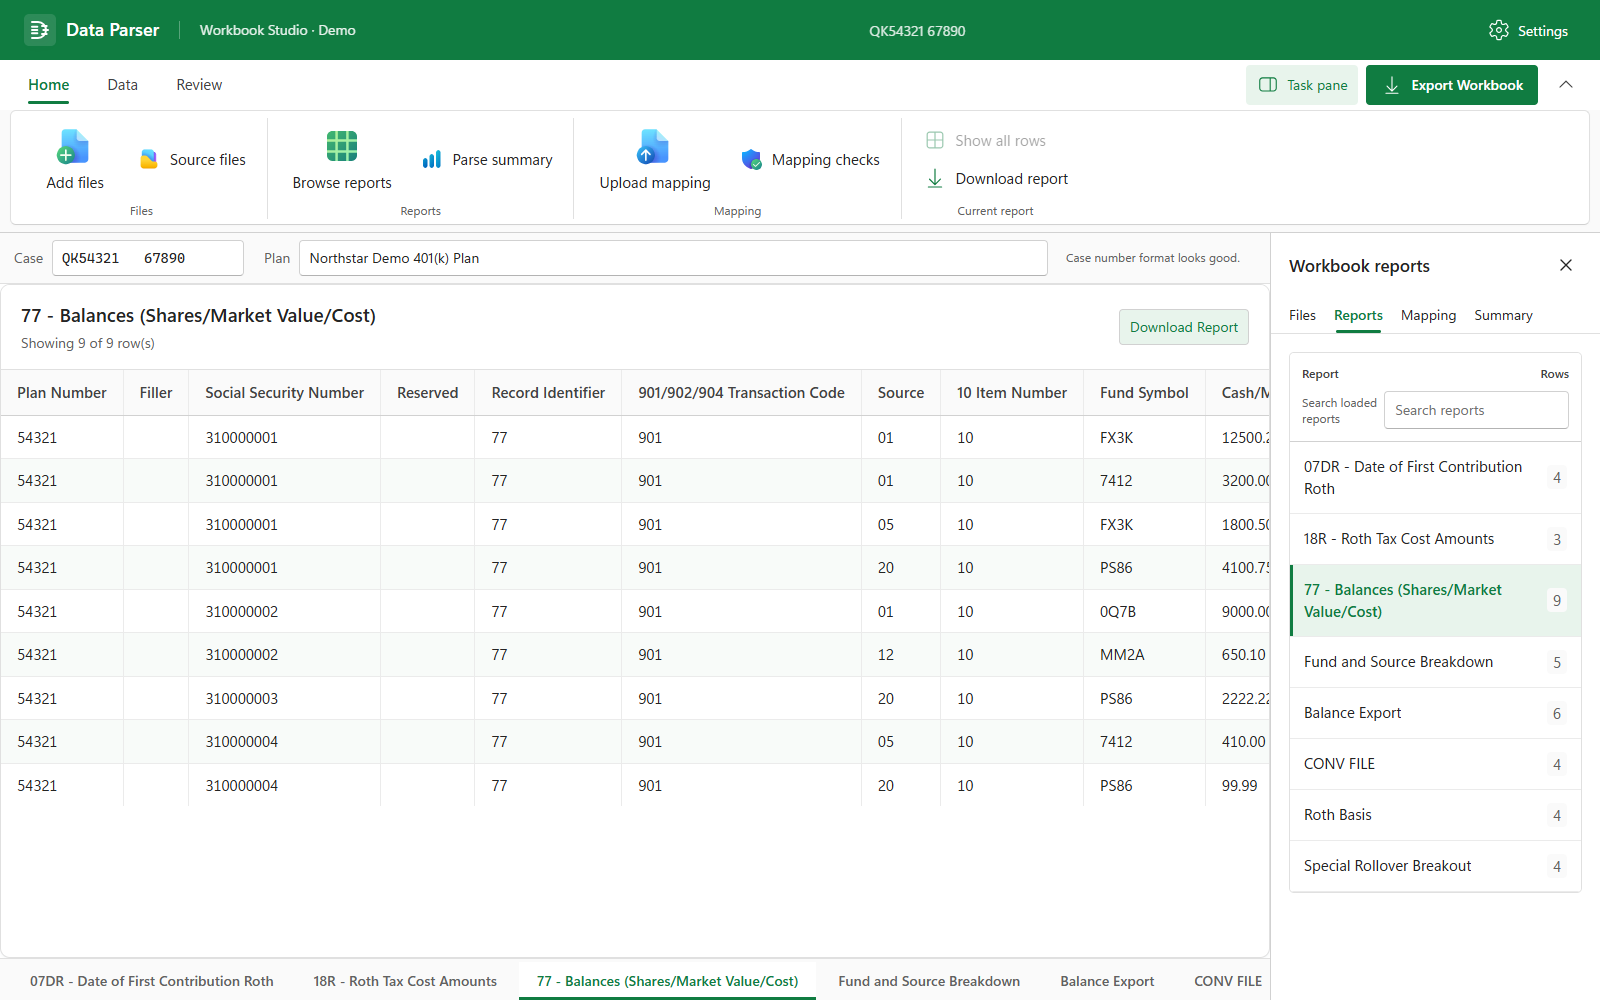 Data Parser
Workbook Studio · Demo
QK54321 67890
Settings
Home
Data
Review
Task pane
Export Workbook
Add files
Source files
Files
Browse reports
Parse summary
Reports
Upload mapping
Mapping checks
Mapping
Show all rows
Download report
Current report
Case
QK54321   67890
Plan
Northstar Demo 401(k) Plan
Case number format looks good.
77 - Balances (Shares/Market Value/Cost)
Showing 9 of 9 row(s)
Download Report
Plan Number Filler Social Security Number Reserved Record Identifier 901/902/904 Transaction Code Source 10 Item Number Fund Symbol Cash/M
54321 310000001 77 901 01 10 FX3K 12500.2
54321 310000001 77 901 01 10 7412 3200.00
54321 310000001 77 901 05 10 FX3K 1800.50
54321 310000001 77 901 20 10 PS86 4100.75
54321 310000002 77 901 01 10 0Q7B 9000.00
54321 310000002 77 901 12 10 MM2A 650.10
54321 310000003 77 901 20 10 PS86 2222.22
54321 310000004 77 901 05 10 7412 410.00
54321 310000004 77 901 20 10 PS86 99.99
07DR - Date of First Contribution Roth
18R - Roth Tax Cost Amounts
77 - Balances (Shares/Market Value/Cost)
Fund and Source Breakdown
Balance Export
CONV FILE
Workbook reports
Files
Reports
Mapping
Summary
Report Rows
Search loaded
reports
Search reports
07DR - Date of First Contribution
Roth
4
18R - Roth Tax Cost Amounts 3
77 - Balances (Shares/Market
Value/Cost)
9
Fund and Source Breakdown 5
Balance Export 6
CONV FILE 4
Roth Basis 4
Special Rollover Breakout 4